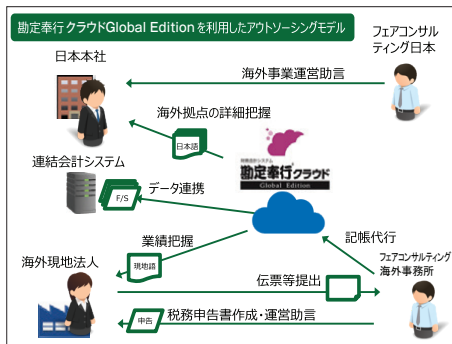 勘定奉行クラウドGlobal Editionを利用したアウトソーシングモデル
日本本社
フェアコンサル
ティング日本
海外事業運営助言
海外拠点の詳細把握
日本語
連結会計システム
F/S
データ連携
勘定奉行クラウド
Global Edition
業績把握
現地語
記帳代行
海外現地法人
フェアコンサルティング
海外事務所
伝票等提出
申告
税務申告書作成・運営助言